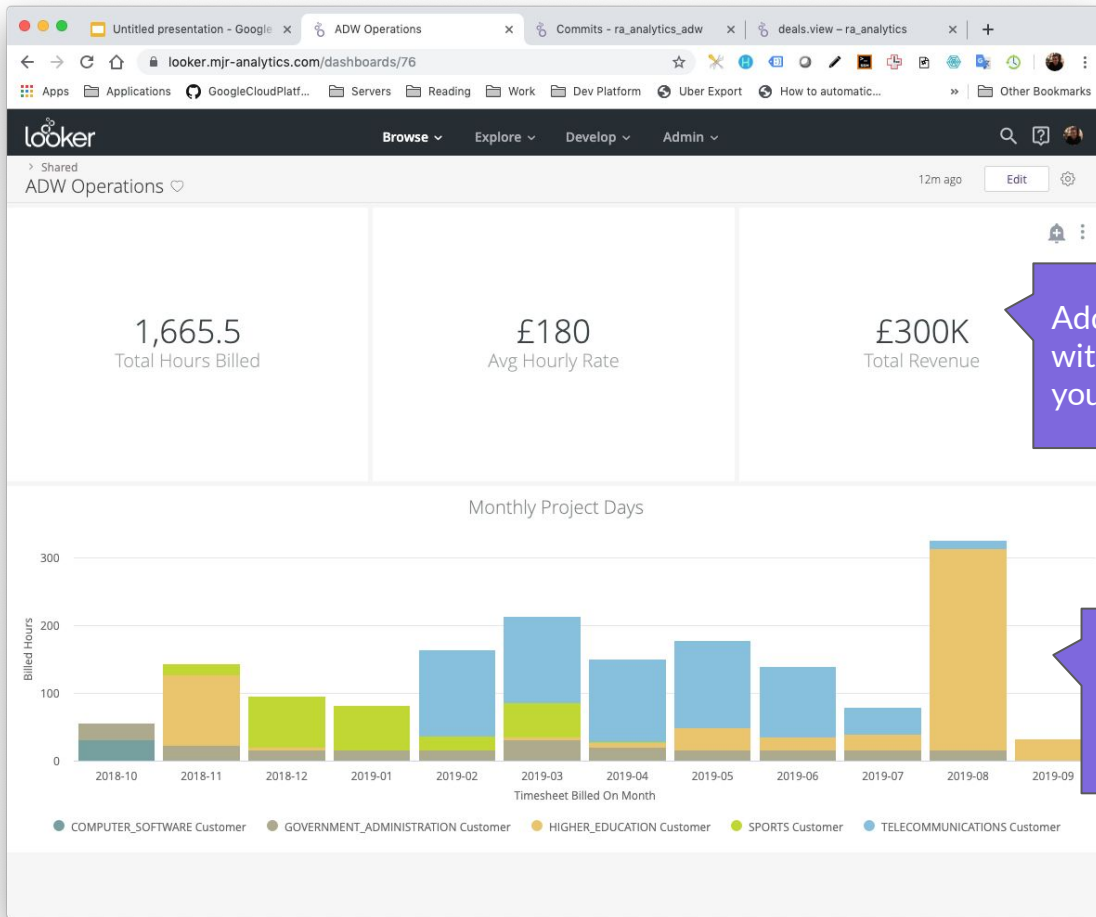 Untitled presentation - Google
ADW Operations
Commits - ra_analytics_adw
deals.view – ra_analytics
looker.mjr-analytics.com/dashboards/76
Apps
Applications
GoogleCloudPlatf...
Servers
Reading
Work
Dev Platform
Uber Export
How to automatic...
»
Other Bookmarks
looker
Browse
Explore
Develop
Admin
> Shared
ADW Operations
12m ago
Edit
1,665.5
Total Hours Billed
£180
Avg Hourly Rate
£300K
Total Revenue
wit
you
Monthly Project Days
Billed Hours
300
200
100
0
2018-10
2018-11
2018-12
2019-01
2019-02
2019-03
2019-04
2019-05
2019-06
2019-07
2019-08
2019-09
Timesheet Billed On Month
COMPUTER_SOFTWARE Customer
GOVERNMENT_ADMINISTRATION Customer
HIGHER_EDUCATION Customer
SPORTS Customer
TELECOMMUNICATIONS Customer